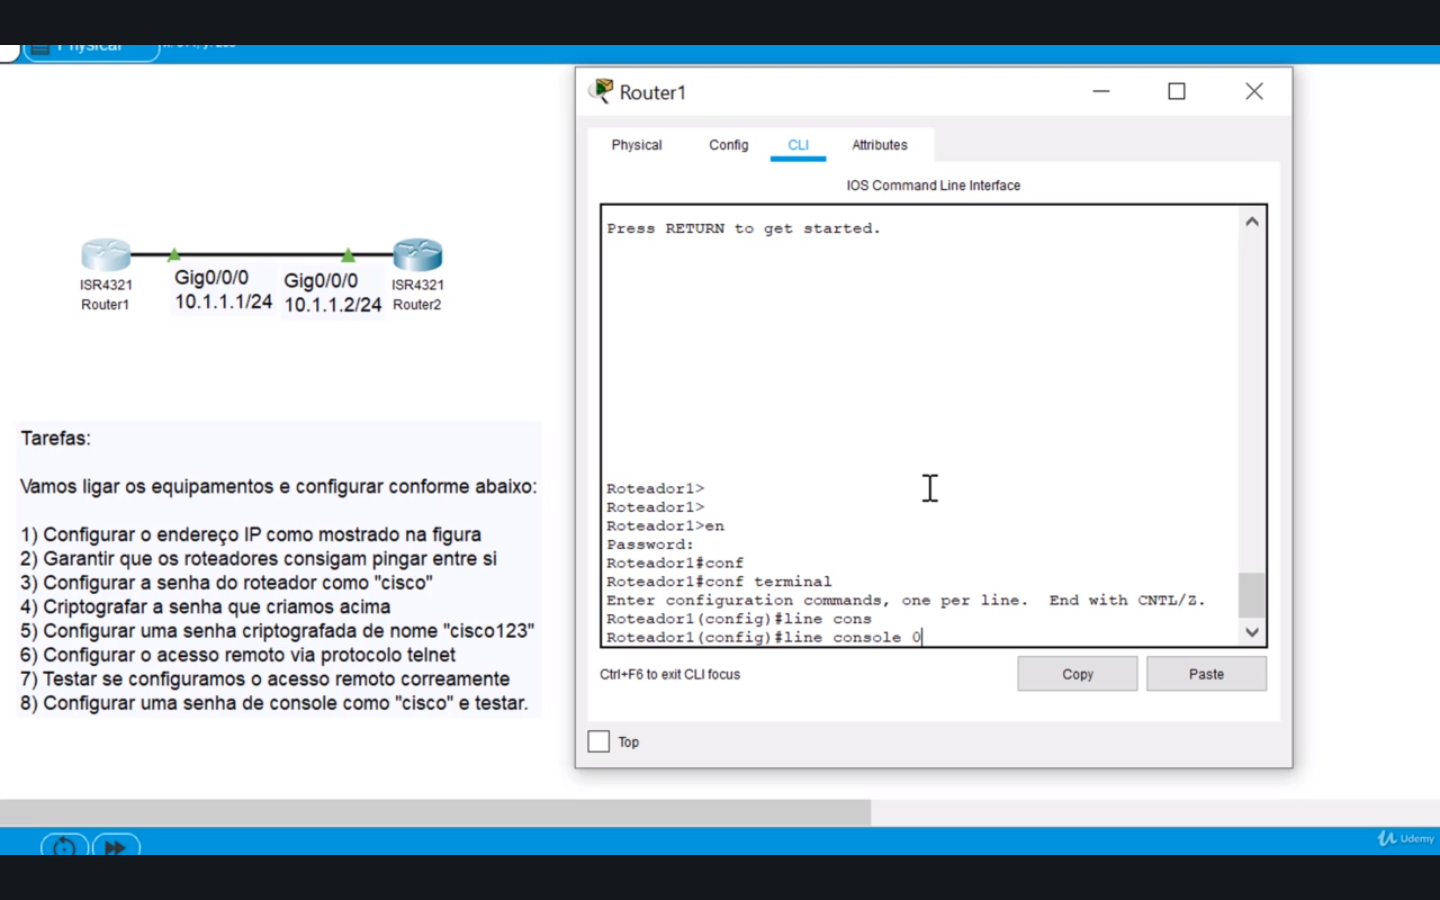 Physical
Router1
Physical
Config
CLI
Attributes
IOS Command Line Interface
Press RETURN to get started.
Roteador1>
Roteador1>
Roteador1>en
Password:
Roteador1#conf
Roteador1#conf terminal
Enter configuration commands, one per line.  End with CNTL/Z.
Roteador1(config)#line cons
Roteador1(config)#line console 0
Ctrl+F6 to exit CLI focus
Copy
Paste
Top
Gig0/0/0
Gig0/0/0
10.1.1.1/24
10.1.1.2/24
ISR4321
Router1
ISR4321
Router2
Tarefas:
Vamos ligar os equipamentos e configurar conforme abaixo:
1) Configurar o endereço IP como mostrado na figura
2) Garantir que os roteadores consigam pingar entre si
3) Configurar a senha do roteador como "cisco"
4) Criptografar a senha que criamos acima
5) Configurar uma senha criptografada de nome "cisco123"
6) Configurar o acesso remoto via protocolo telnet
7) Testar se configuramos o acesso remoto correamente
8) Configurar uma senha de console como "cisco" e testar.
Udemy